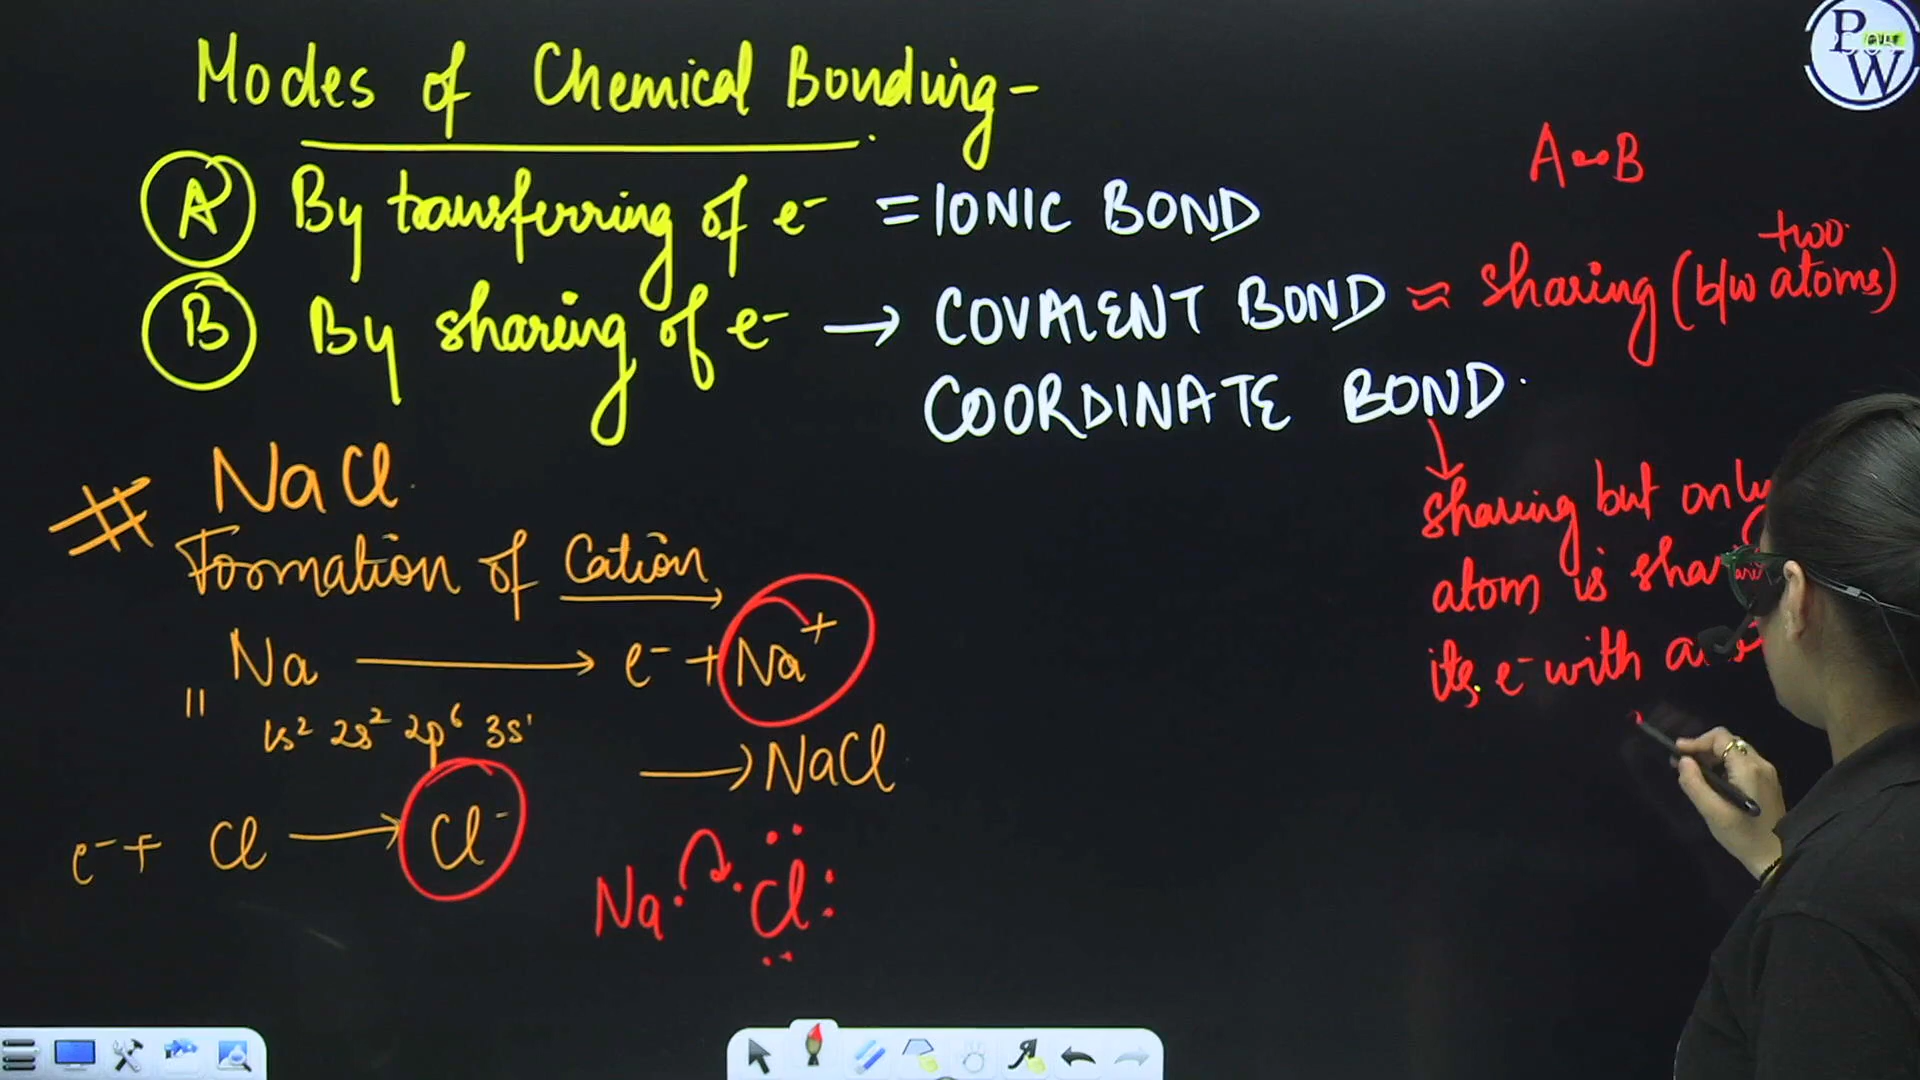 Modes of Chemical Bonding-
A By transferring of e- = IONIC BOND
B By sharing of e- → COVALENT BOND ≈ sharing (b/w two atoms)
A B
COORDINATE BOND
sharing but only
atom is
its e- with
# NaCl
Formation of Cation
Na ⟶ e- + Na+
11
1s² 2s² 2p⁶ 3s¹
⟶ NaCl
e- + Cl ⟶ Cl-
Na Cl
PW